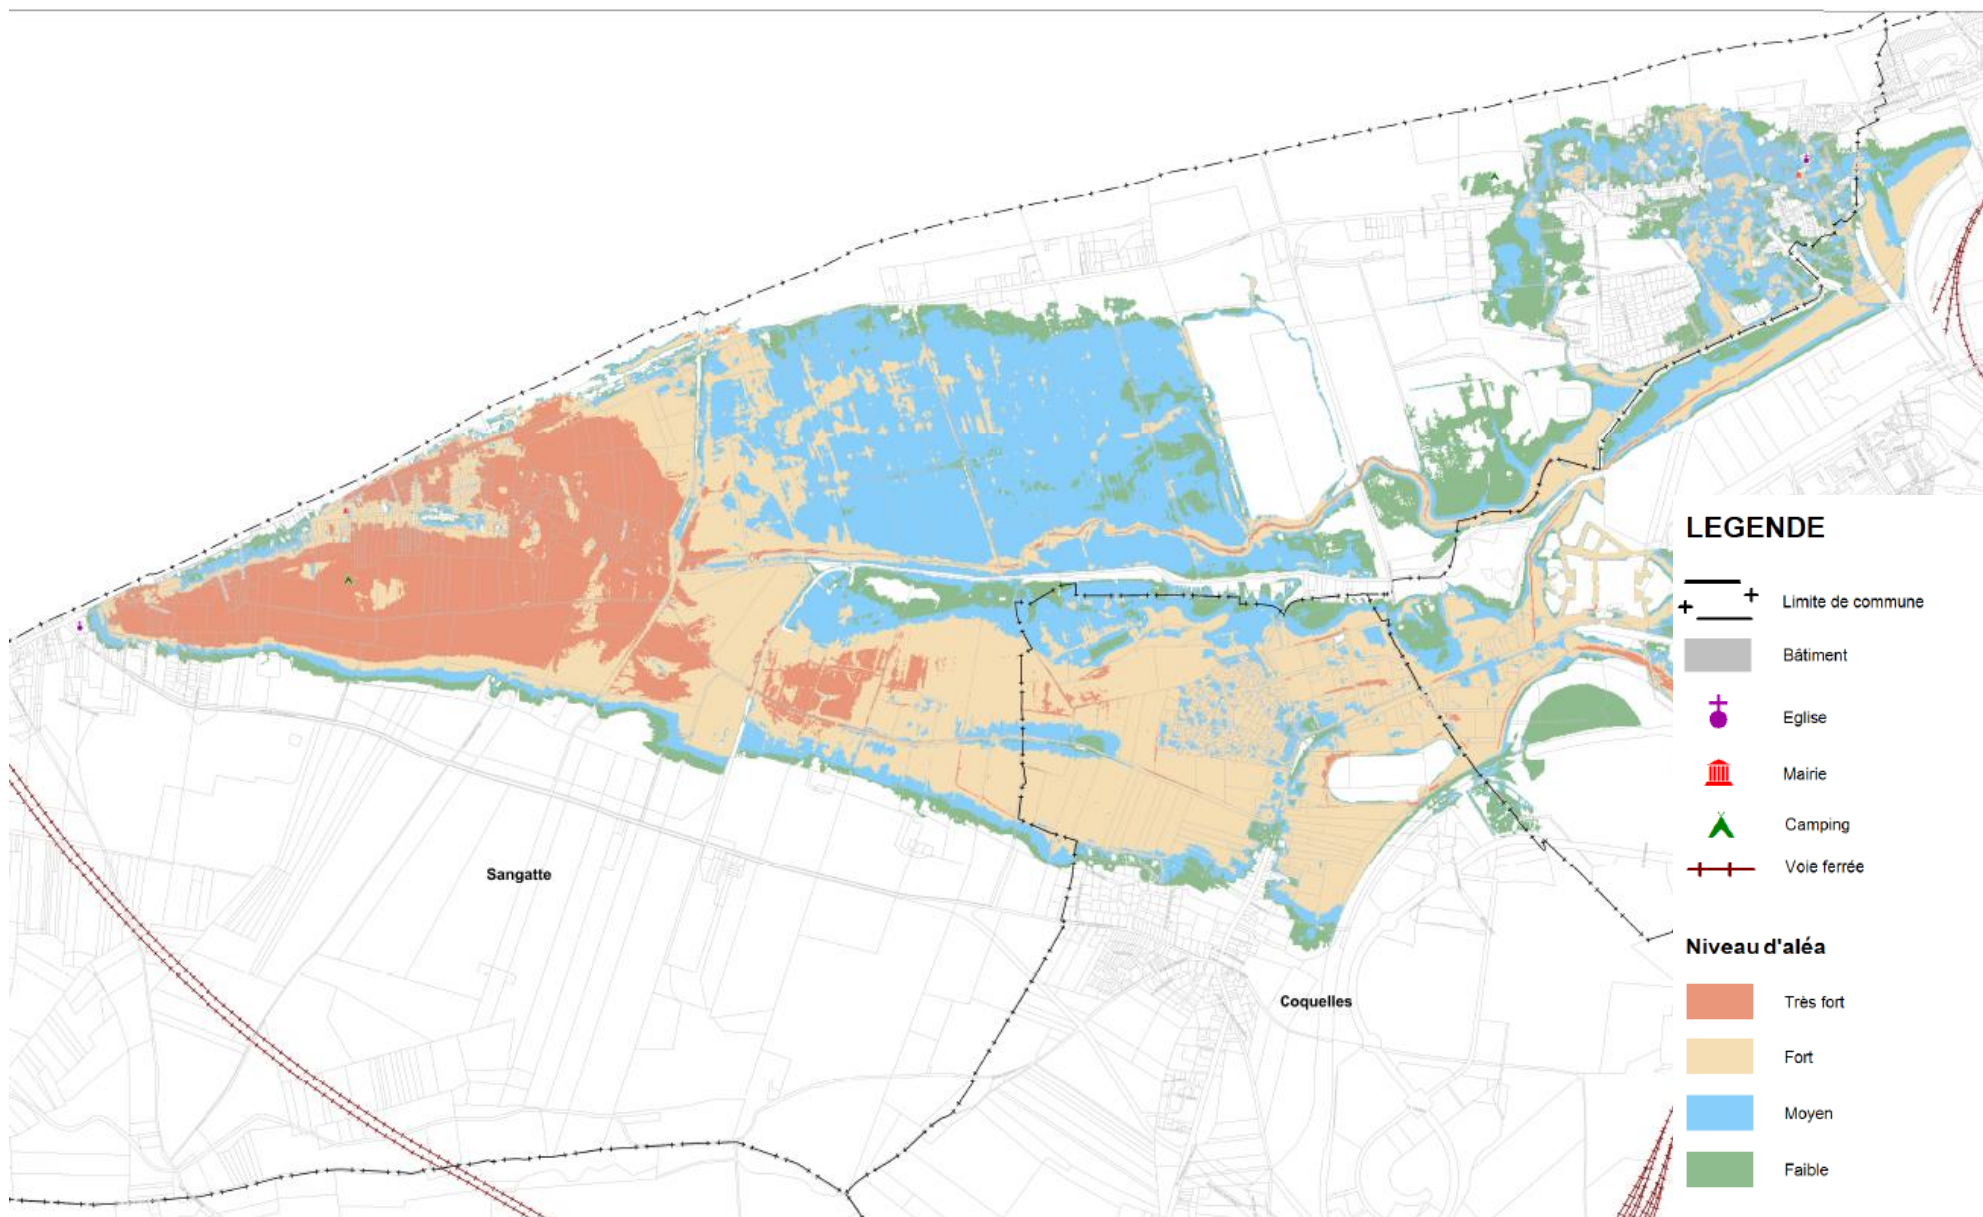 LEGENDE
Limite de commune
Bâtiment
Eglise
Mairie
Camping
Voie ferrée
Niveau d'aléa
Très fort
Fort
Moyen
Faible
Sangatte
Coquelles